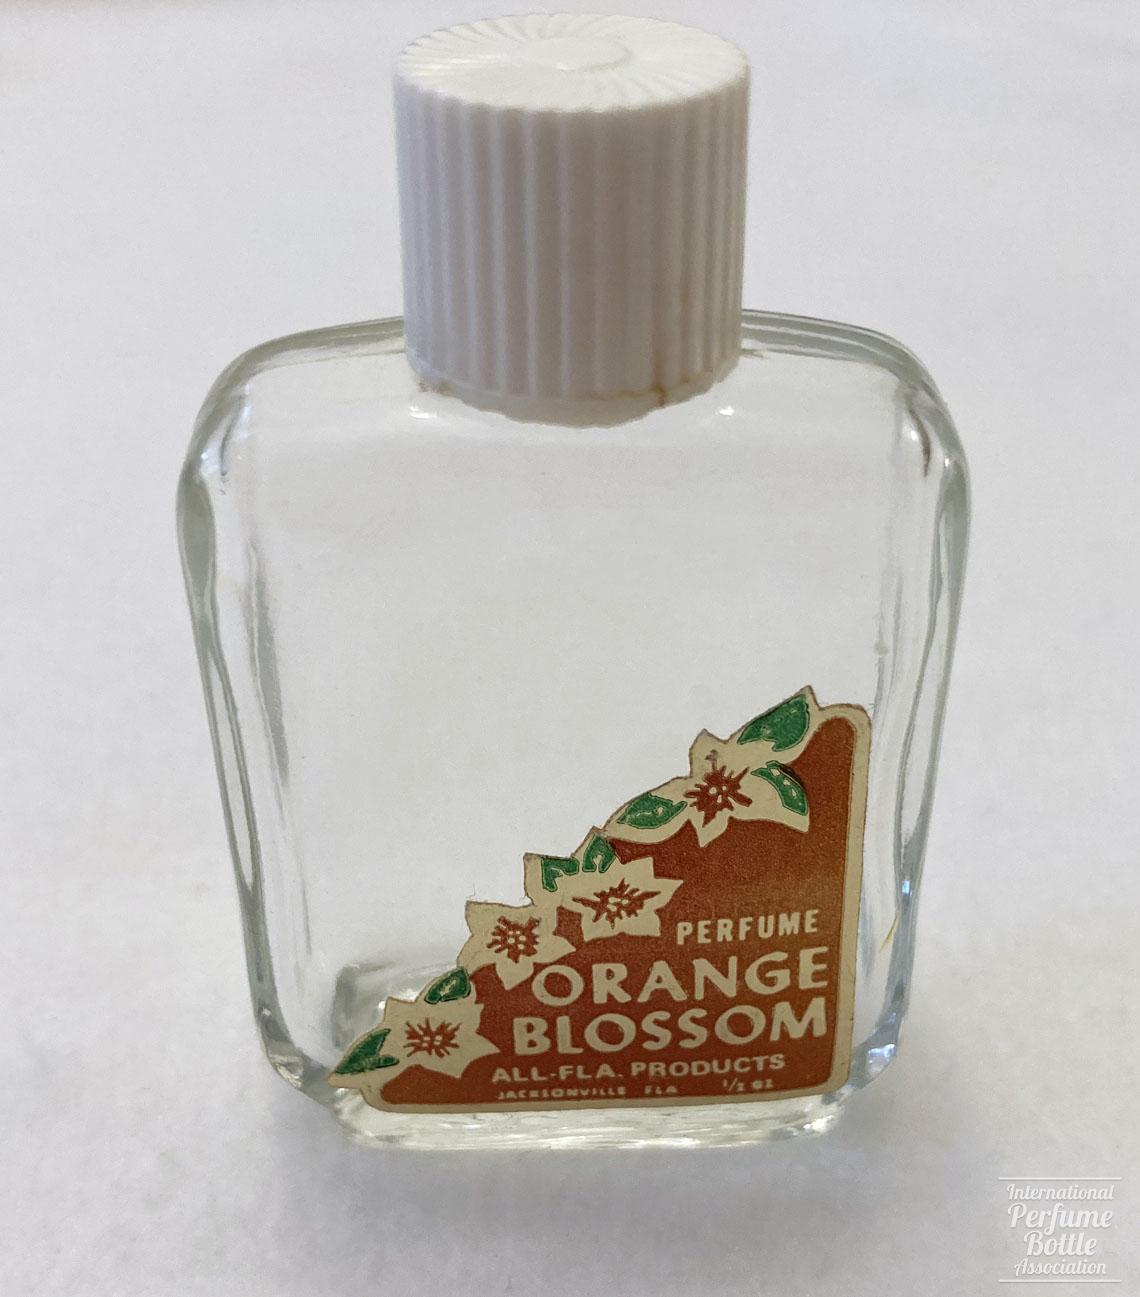 PERFUME
ORANGE
BLOSSOM
ALL-FLA. PRODUCTS
JACKSONVILLE FLA 1/2 OZ
International
Perfume
Bottle
Association